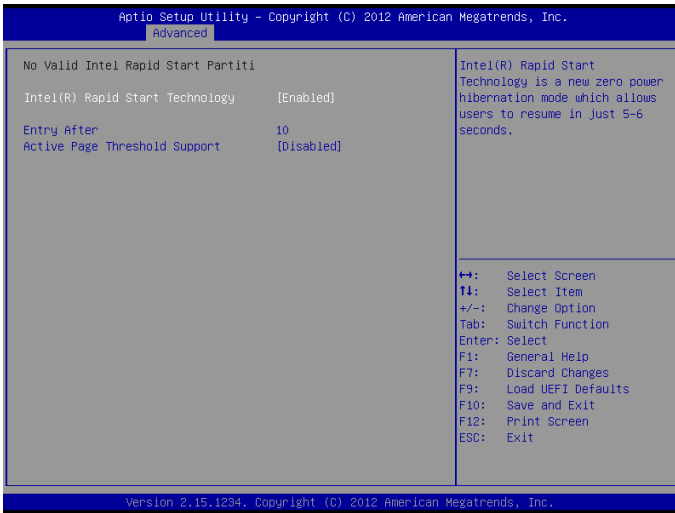 Aptio Setup Utility – Copyright (C) 2012 American Megatrends, Inc.
Advanced
No Valid Intel Rapid Start Partiti
Intel(R) Rapid Start Technology [Enabled]
Entry After 10
Active Page Threshold Support [Disabled]
Intel(R) Rapid Start
Technology is a new zero power
hibernation mode which allows
users to resume in just 5-6
seconds.
↔: Select Screen
↑↓: Select Item
+/-: Change Option
Tab: Switch Function
Enter: Select
F1: General Help
F7: Discard Changes
F9: Load UEFI Defaults
F10: Save and Exit
F12: Print Screen
ESC: Exit
Version 2.15.1234. Copyright (C) 2012 American Megatrends, Inc.